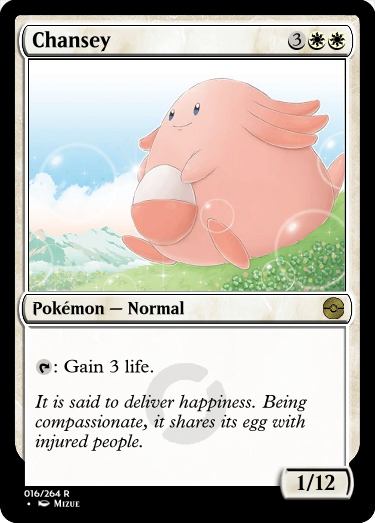 Chansey 3
Pokémon — Normal
: Gain 3 life.
It is said to deliver happiness. Being
compassionate, it shares its egg with
injured people.
1/12
016/264 R
• Mizue